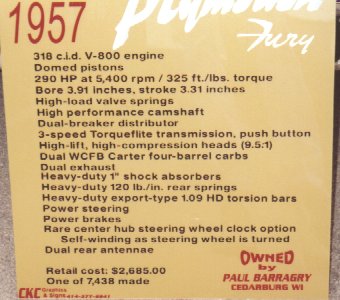 1957 Plymouth
Fury
318 c.i.d. V-800 engine
Domed pistons
290 HP at 5,400 rpm / 325 ft./lbs. torque
Bore 3.91 inches, stroke 3.31 inches
High-load valve springs
High performance camshaft
Dual-breaker distributor
3-speed Torqueflite transmission, push button
High-lift, high-compression heads (9.5:1)
Dual WCFB Carter four-barrel carbs
Dual exhaust
Heavy-duty 1" shock absorbers
Heavy-duty 120 lb./in. rear springs
Heavy-duty export-type 1.09 HD torsion bars
Power steering
Power brakes
Rare center hub steering wheel clock option
Self-winding as steering wheel is turned
Dual rear antennae
Retail cost: $2,685.00
One of 7,438 made
OWNED
by
PAUL BARRAGRY
CEDARBURG WI
CKC Graphics
& Signs